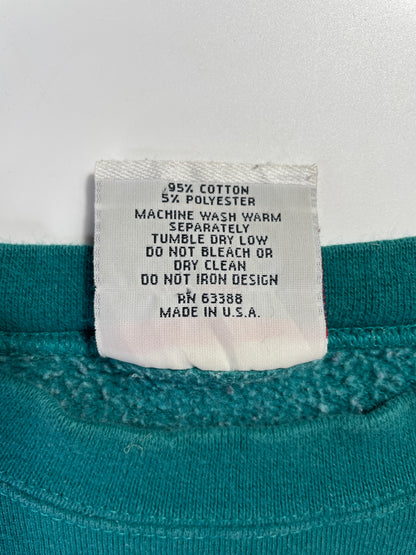 95% COTTON
5% POLYESTER
MACHINE WASH WARM
SEPARATELY
TUMBLE DRY LOW
DO NOT BLEACH OR
DRY CLEAN
DO NOT IRON DESIGN
RN 63388
MADE IN U.S.A.